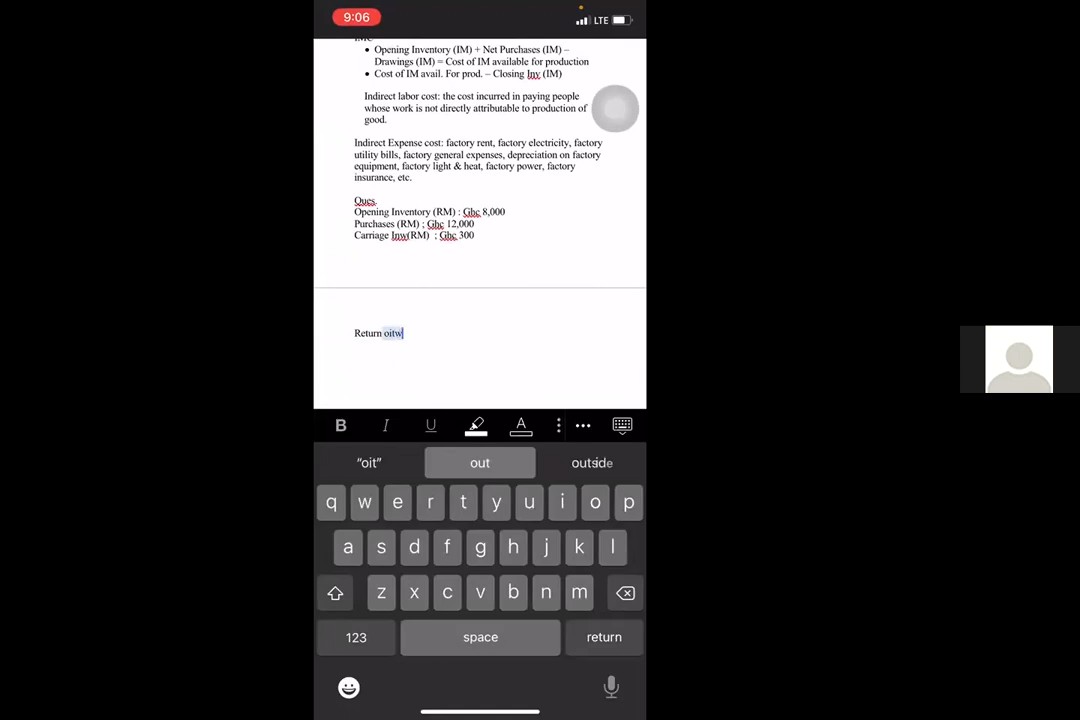 9:06
LTE
IMC
Opening Inventory (IM) + Net Purchases (IM) –
Drawings (IM) = Cost of IM available for production
Cost of IM avail. For prod. – Closing Inv (IM)
Indirect labor cost: the cost incurred in paying people
whose work is not directly attributable to production of
good.
Indirect Expense cost: factory rent, factory electricity, factory
utility bills, factory general expenses, depreciation on factory
equipment, factory light & heat, factory power, factory
insurance, etc.
Ques.
Opening Inventory (RM) : Ghc 8,000
Purchases (RM) ; Ghc 12,000
Carriage Inw(RM) ; Ghc 300
Return oitw
B I U A
“oit” out outside
q w e r t y u i o p
a s d f g h j k l
z x c v b n m
123 space return